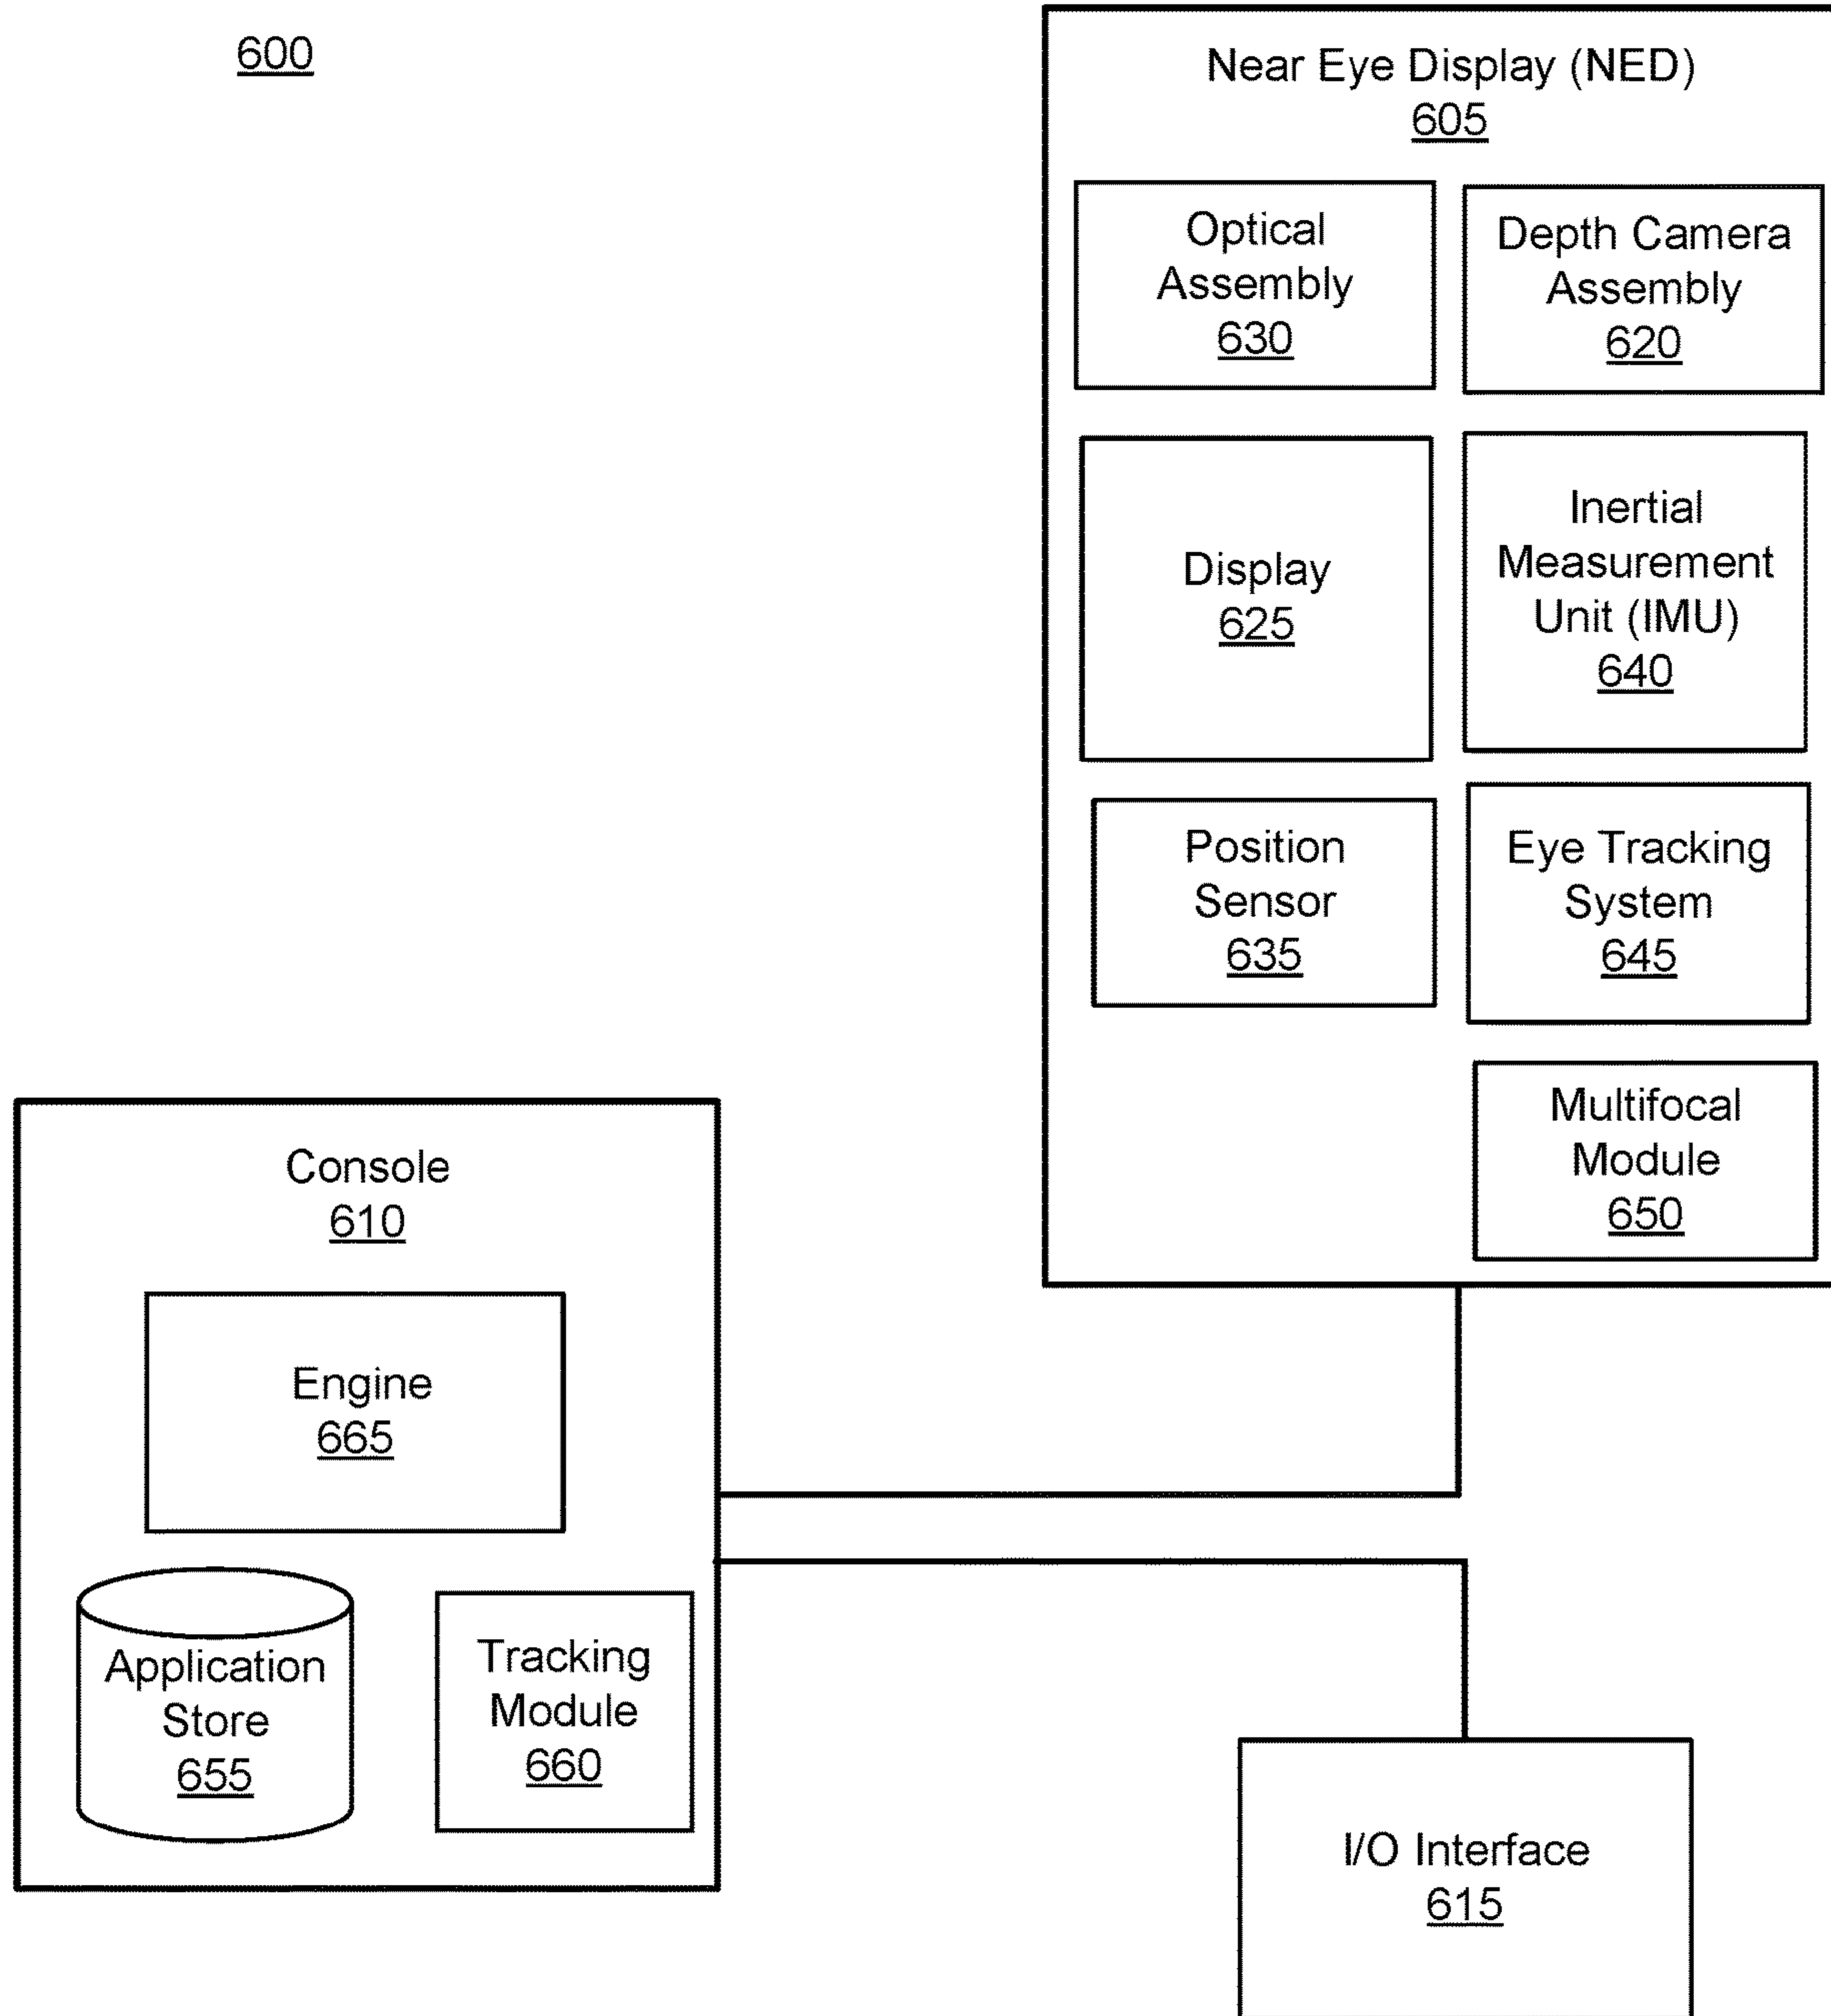 600
Near Eye Display (NED)
605
Optical
Assembly
630
Depth Camera
Assembly
620
Display
625
Inertial
Measurement
Unit (IMU)
640
Position
Sensor
635
Eye Tracking
System
645
Multifocal
Module
650
Console
610
Engine
665
Application
Store
655
Tracking
Module
660
I/O Interface
615